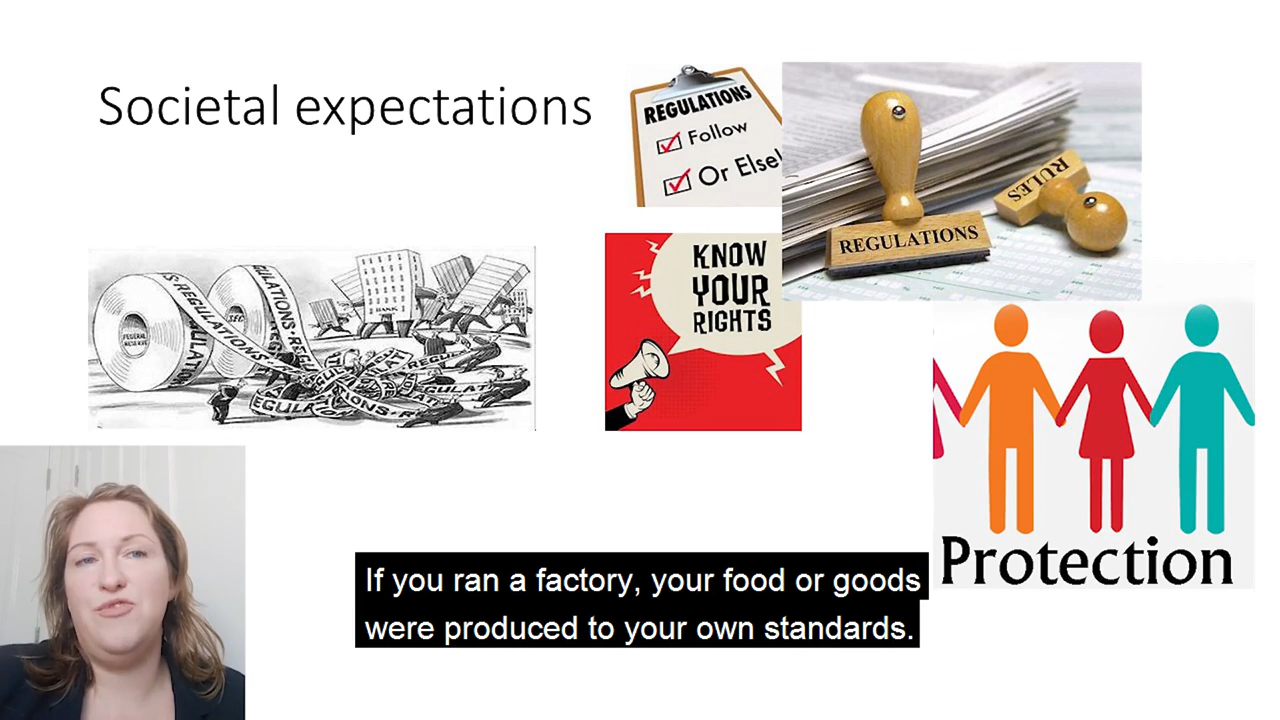 Societal expectations
REGULATIONS
Follow
Or Else!
REGULATIONS
RULES
KNOW
YOUR
RIGHTS
REGULATIONS
FEDERAL
RESERVE
SEC
BANK
Protection
If you ran a factory, your food or goods
were produced to your own standards.